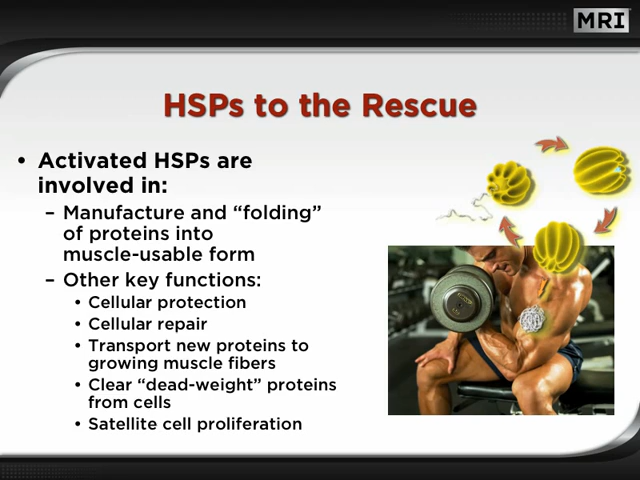 MRI
HSPs to the Rescue
• Activated HSPs are
involved in:
– Manufacture and “folding”
of proteins into
muscle-usable form
– Other key functions:
• Cellular protection
• Cellular repair
• Transport new proteins to
growing muscle fibers
• Clear “dead-weight” proteins
from cells
• Satellite cell proliferation